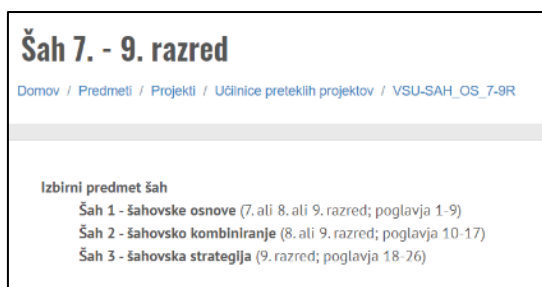 Šah 7. - 9. razred
Domov / Predmeti / Projekti / Učilnice preteklih projektov / VSU-SAH_OS_7-9R
Izbirni predmet šah
Šah 1 - šahovske osnove (7. ali 8. ali 9. razred; poglavja 1-9)
Šah 2 - šahovsko kombiniranje (8. ali 9. razred; poglavja 10-17)
Šah 3 - šahovska strategija (9. razred; poglavja 18-26)